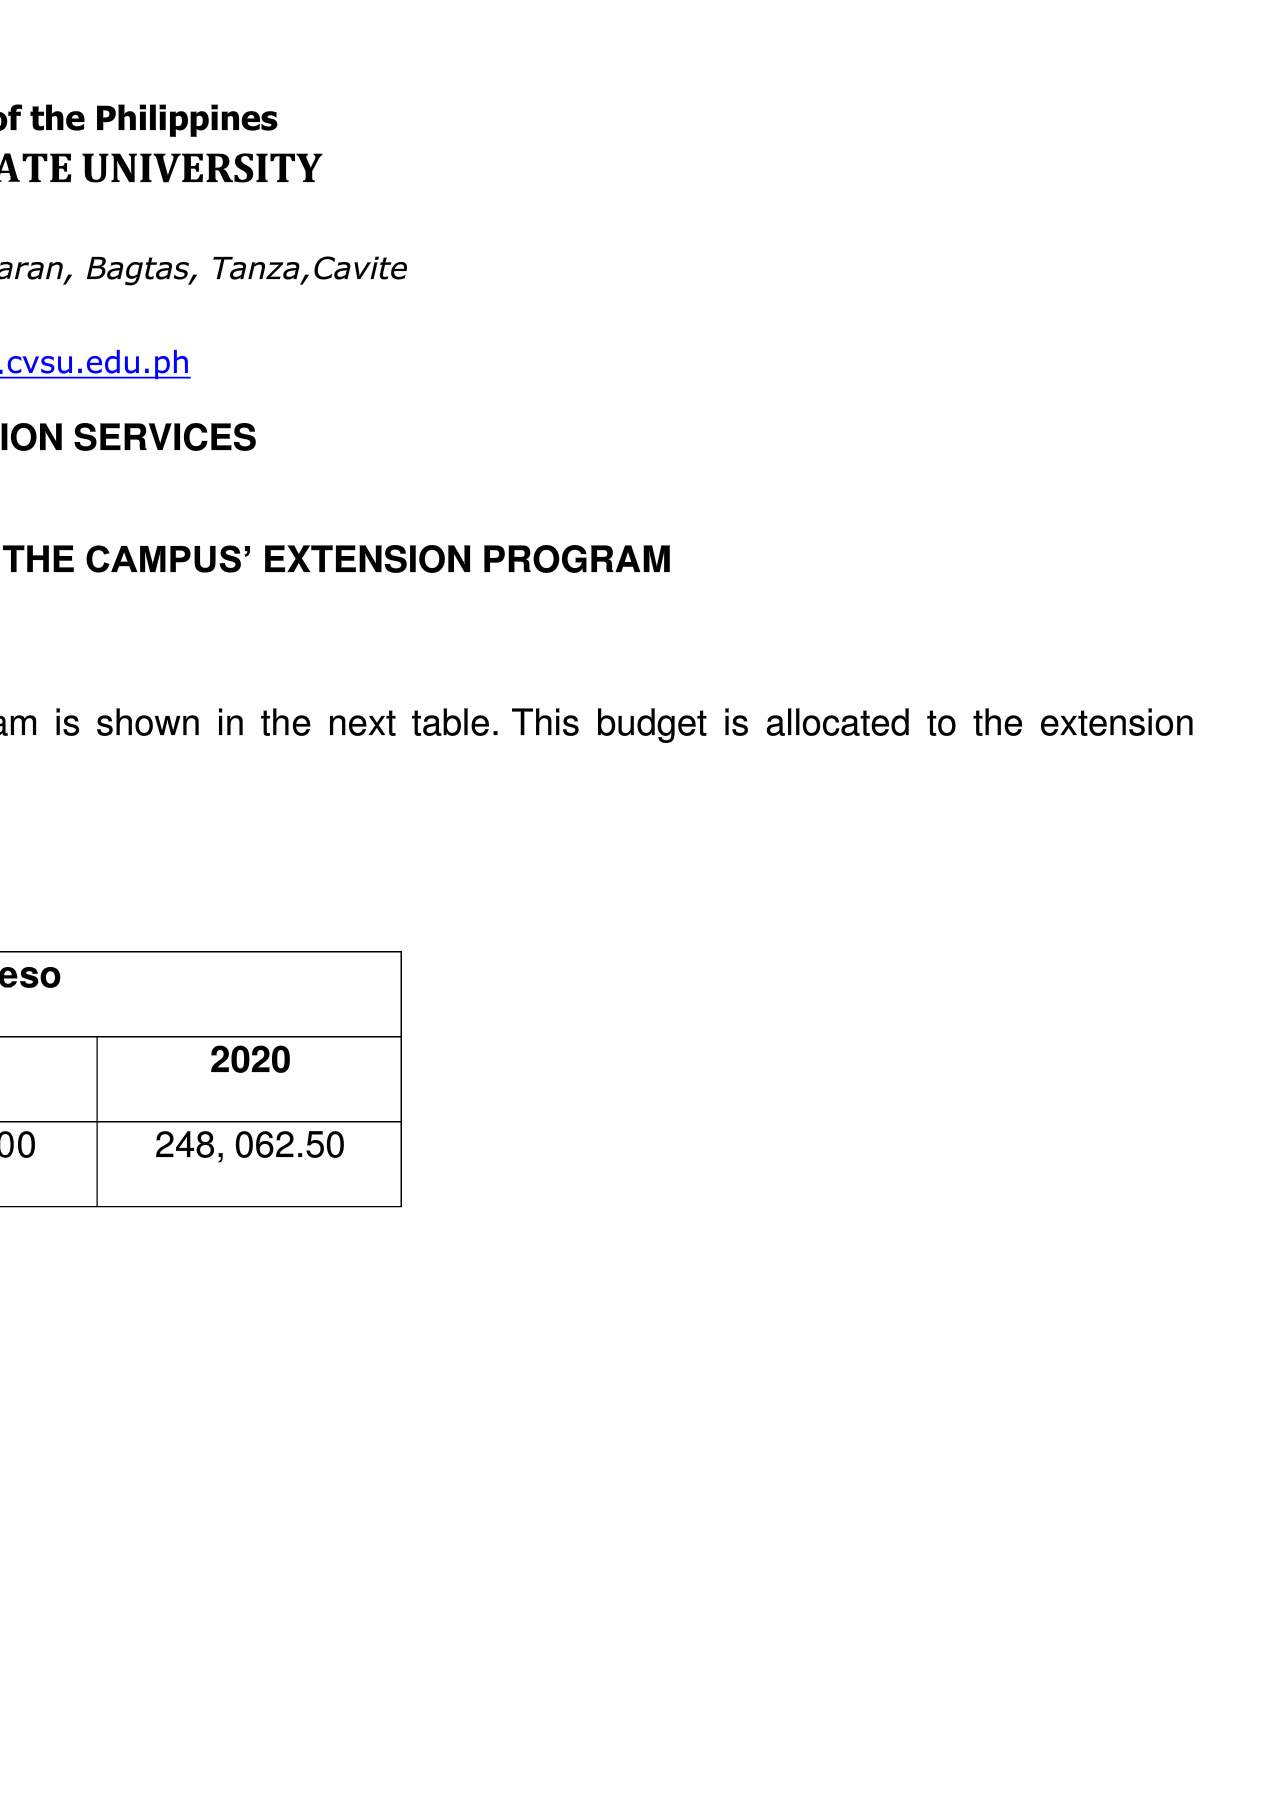 of the Philippines
ATE UNIVERSITY
aran, Bagtas, Tanza,Cavite
.cvsu.edu.ph
ION SERVICES
THE CAMPUS’ EXTENSION PROGRAM
am is shown in the next table. This budget is allocated to the extension
eso
2020
00 248, 062.50